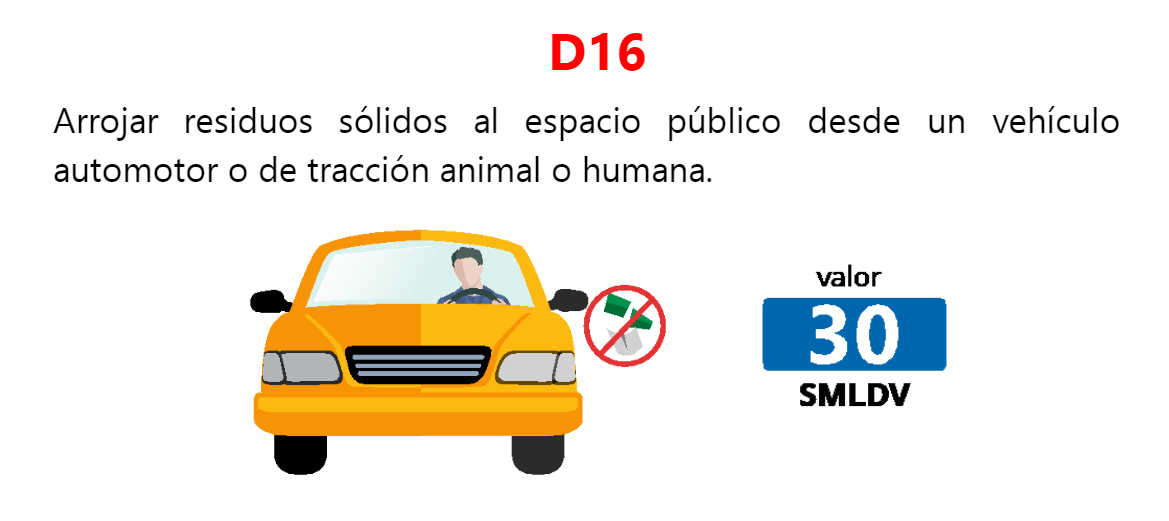 D16
Arrojar residuos sólidos al espacio público desde un vehículo
automotor o de tracción animal o humana.
valor
30
SMLDV